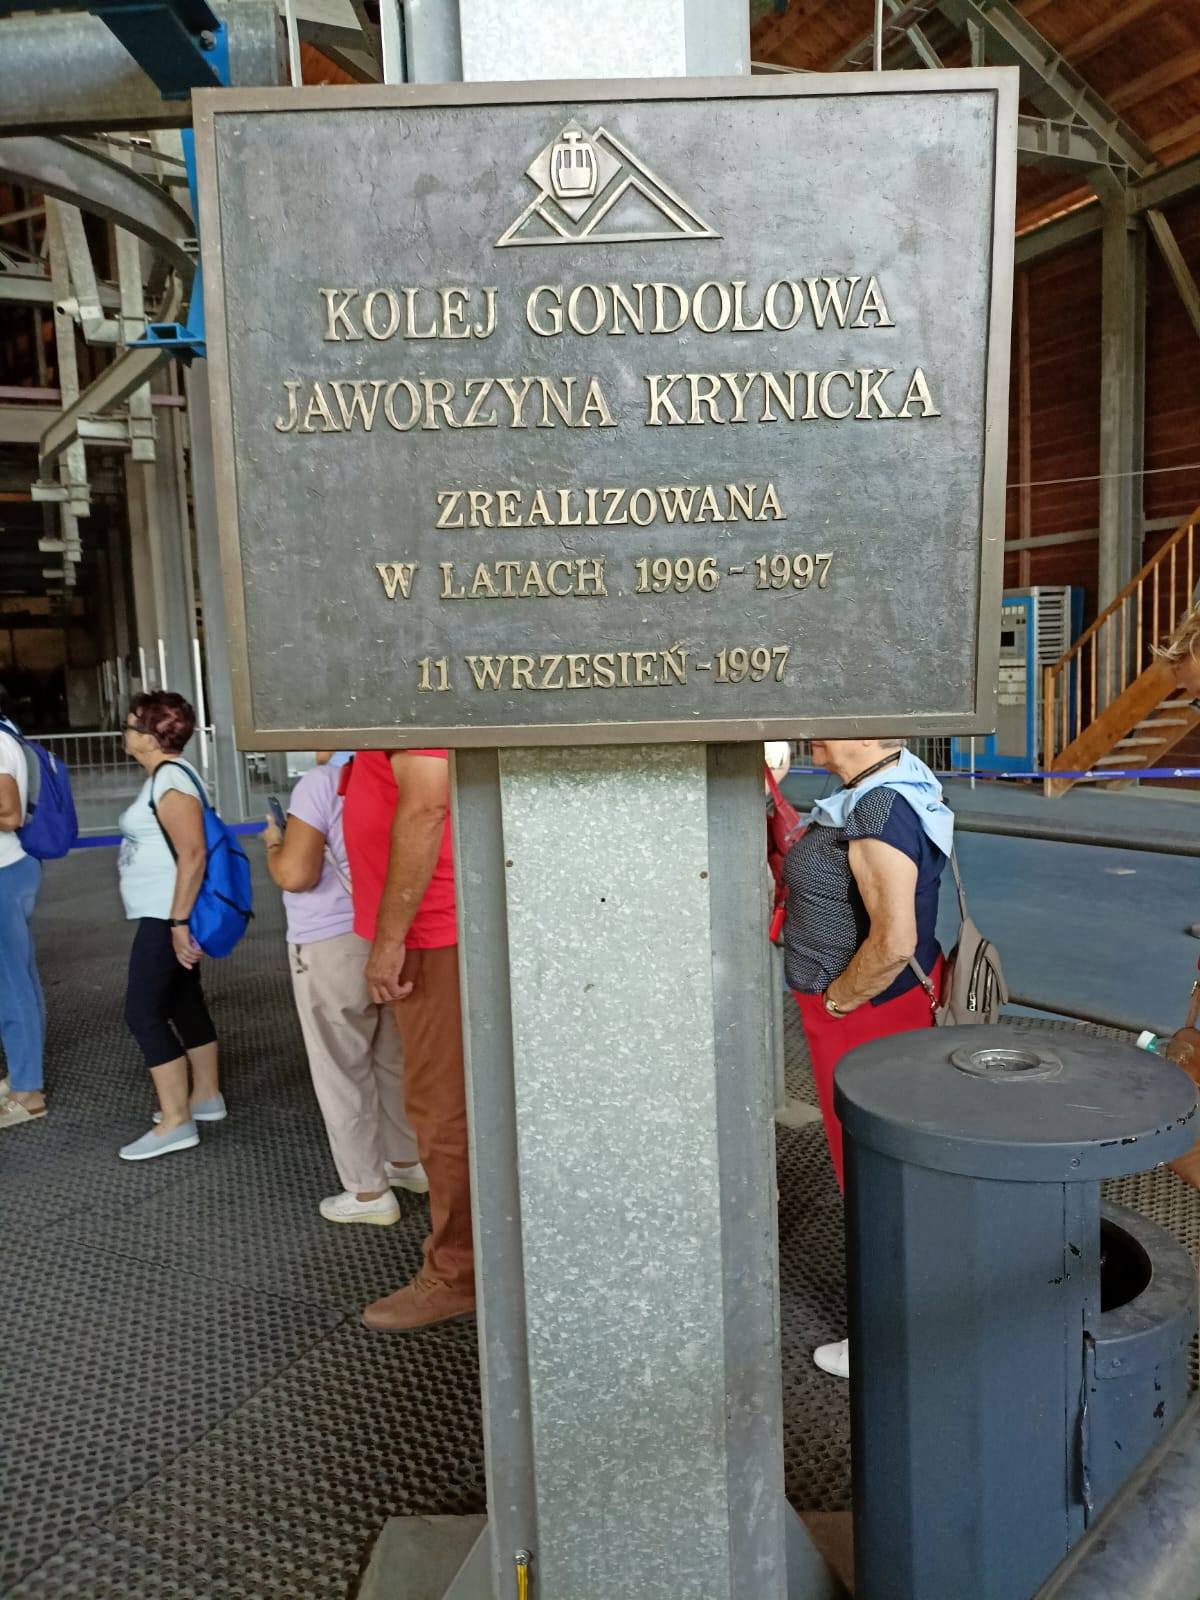 KOLEJ GONDOLOWA
JAWORZYNA KRYNICKA
ZREALIZOWANA
W LATACH 1996-1997
11 WRZESIEŃ-1997